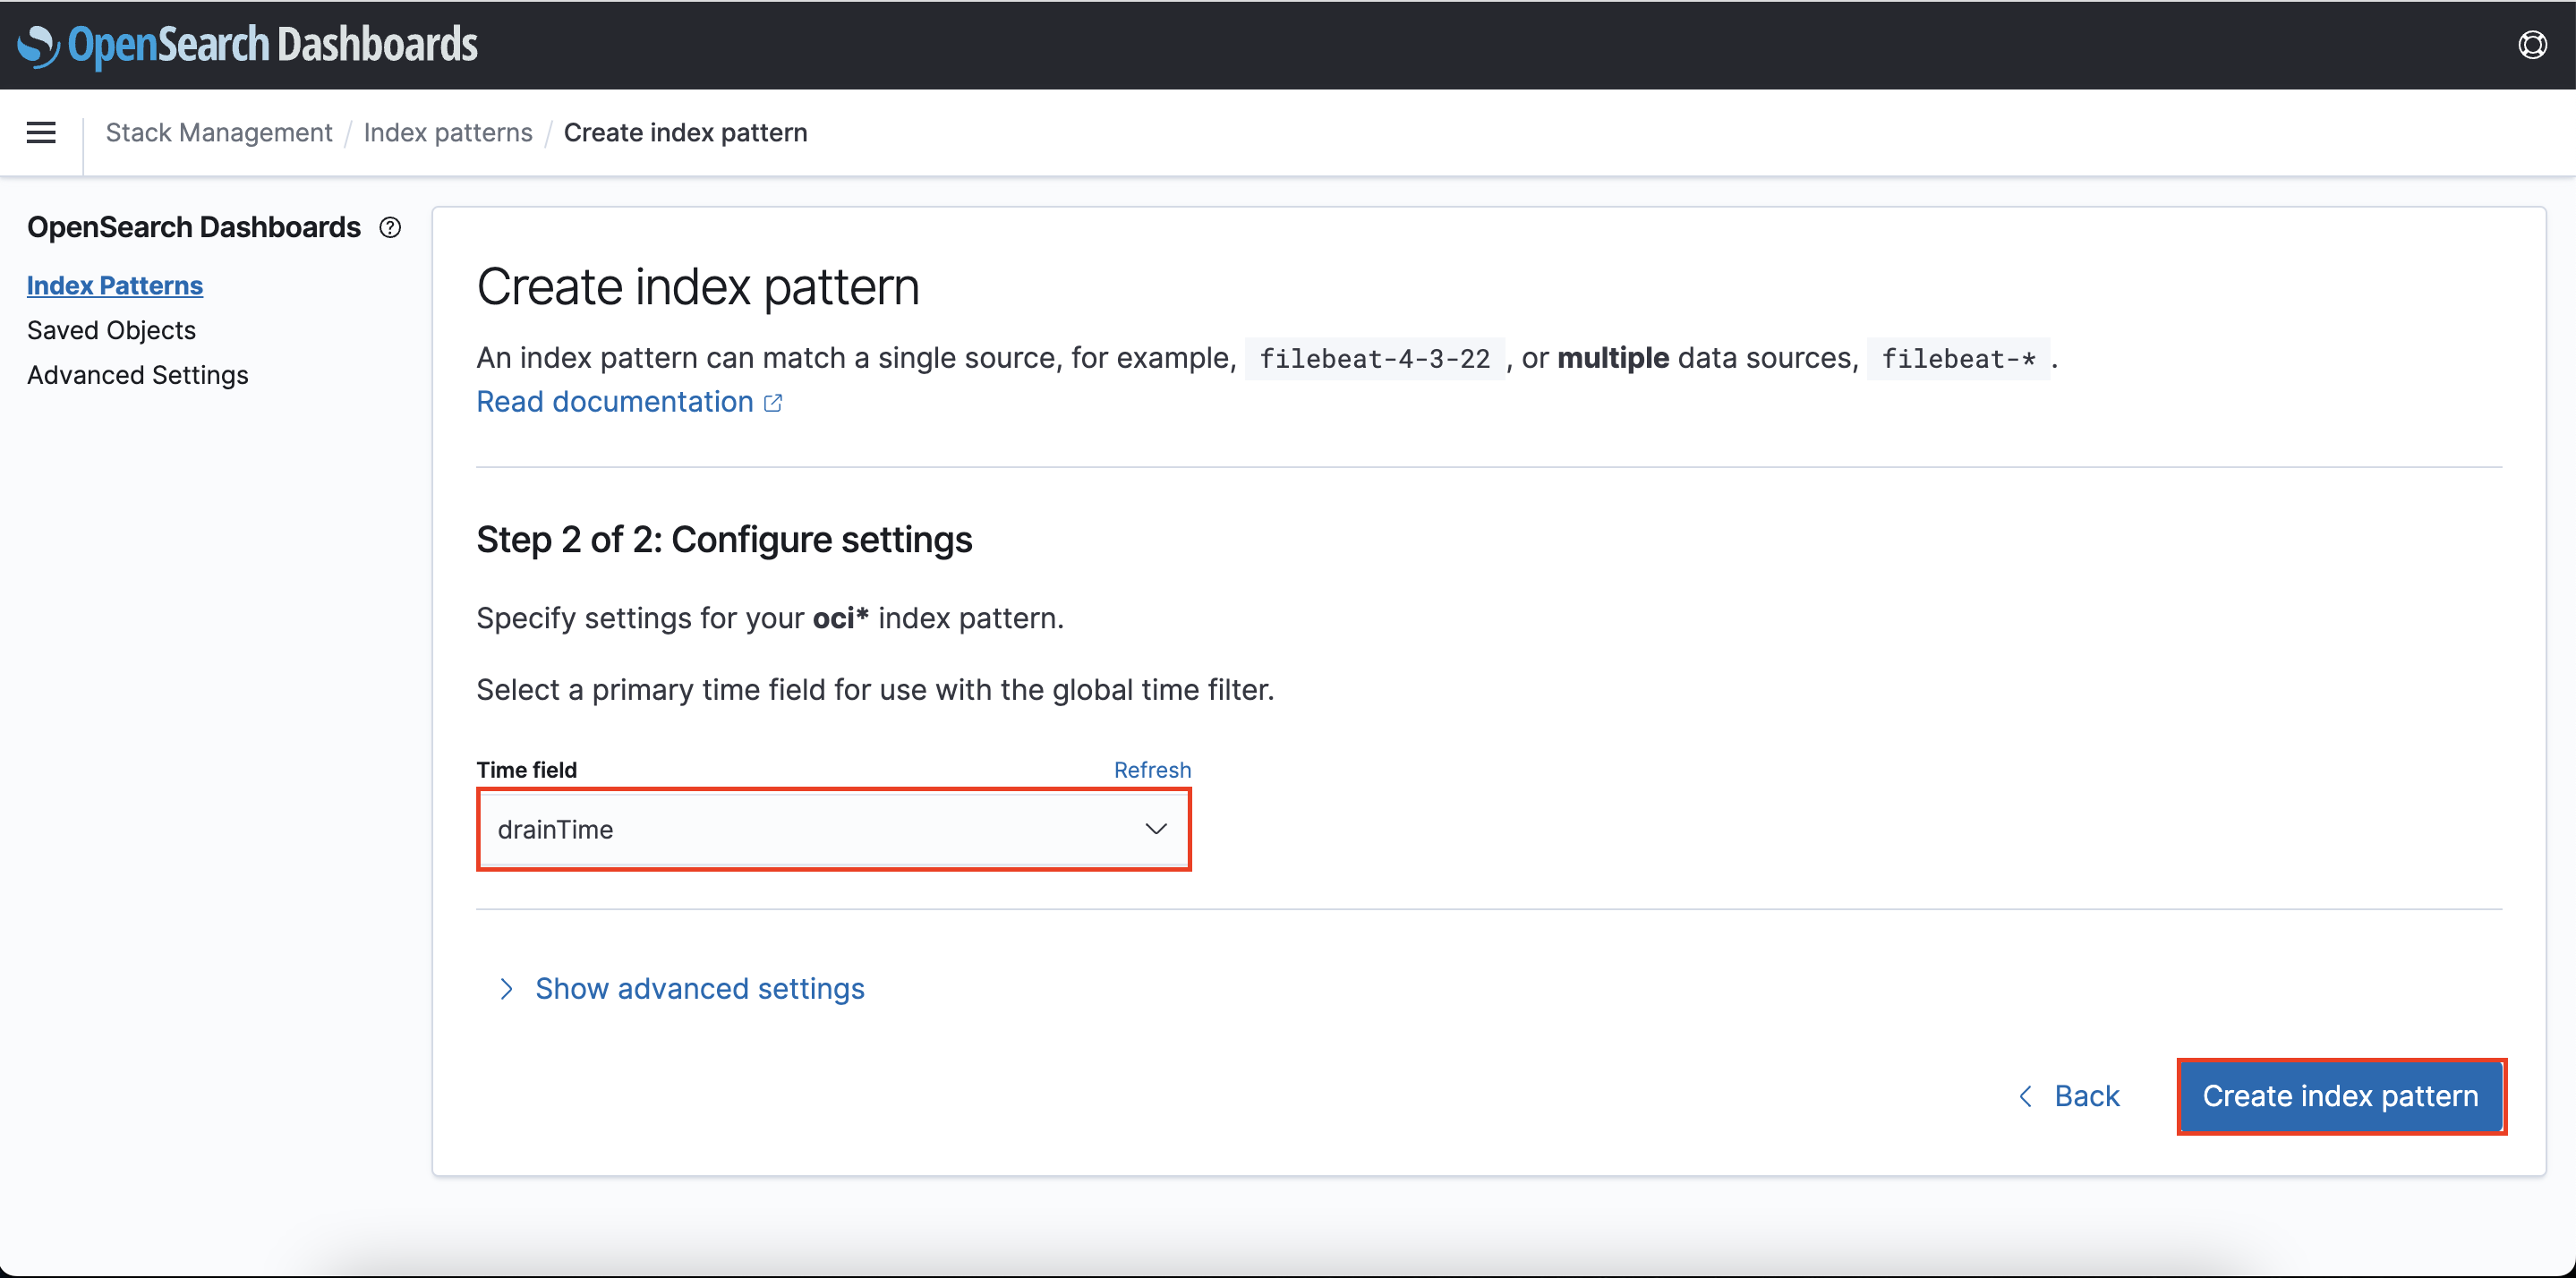 OpenSearch Dashboards
Stack Management / Index patterns / Create index pattern
OpenSearch Dashboards
Index Patterns
Saved Objects
Advanced Settings
Create index pattern
An index pattern can match a single source, for example, filebeat-4-3-22 , or multiple data sources, filebeat-* .
Read documentation
Step 2 of 2: Configure settings
Specify settings for your oci* index pattern.
Select a primary time field for use with the global time filter.
Time field Refresh
drainTime
Show advanced settings
Back Create index pattern